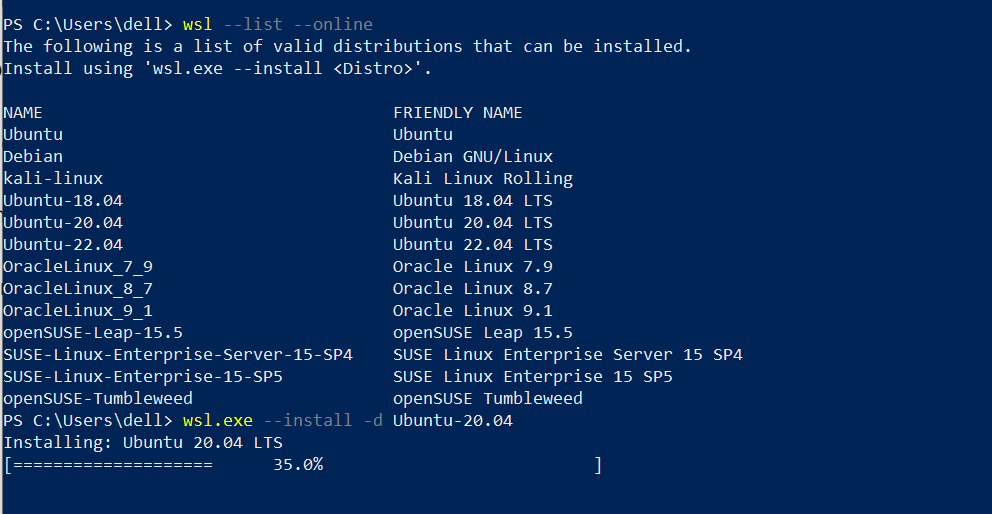 PS C:\Users\dell> wsl --list --online
The following is a list of valid distributions that can be installed.
Install using 'wsl.exe --install <Distro>'.
NAME                                   FRIENDLY NAME
Ubuntu                                 Ubuntu
Debian                                 Debian GNU/Linux
kali-linux                             Kali Linux Rolling
Ubuntu-18.04                           Ubuntu 18.04 LTS
Ubuntu-20.04                           Ubuntu 20.04 LTS
Ubuntu-22.04                           Ubuntu 22.04 LTS
OracleLinux_7_9                        Oracle Linux 7.9
OracleLinux_8_7                        Oracle Linux 8.7
OracleLinux_9_1                        Oracle Linux 9.1
openSUSE-Leap-15.5                     openSUSE Leap 15.5
SUSE-Linux-Enterprise-Server-15-SP4    SUSE Linux Enterprise Server 15 SP4
SUSE-Linux-Enterprise-15-SP5           SUSE Linux Enterprise 15 SP5
openSUSE-Tumbleweed                    openSUSE Tumbleweed
PS C:\Users\dell> wsl.exe --install -d Ubuntu-20.04
Installing: Ubuntu 20.04 LTS
[====================      35.0%                           ]